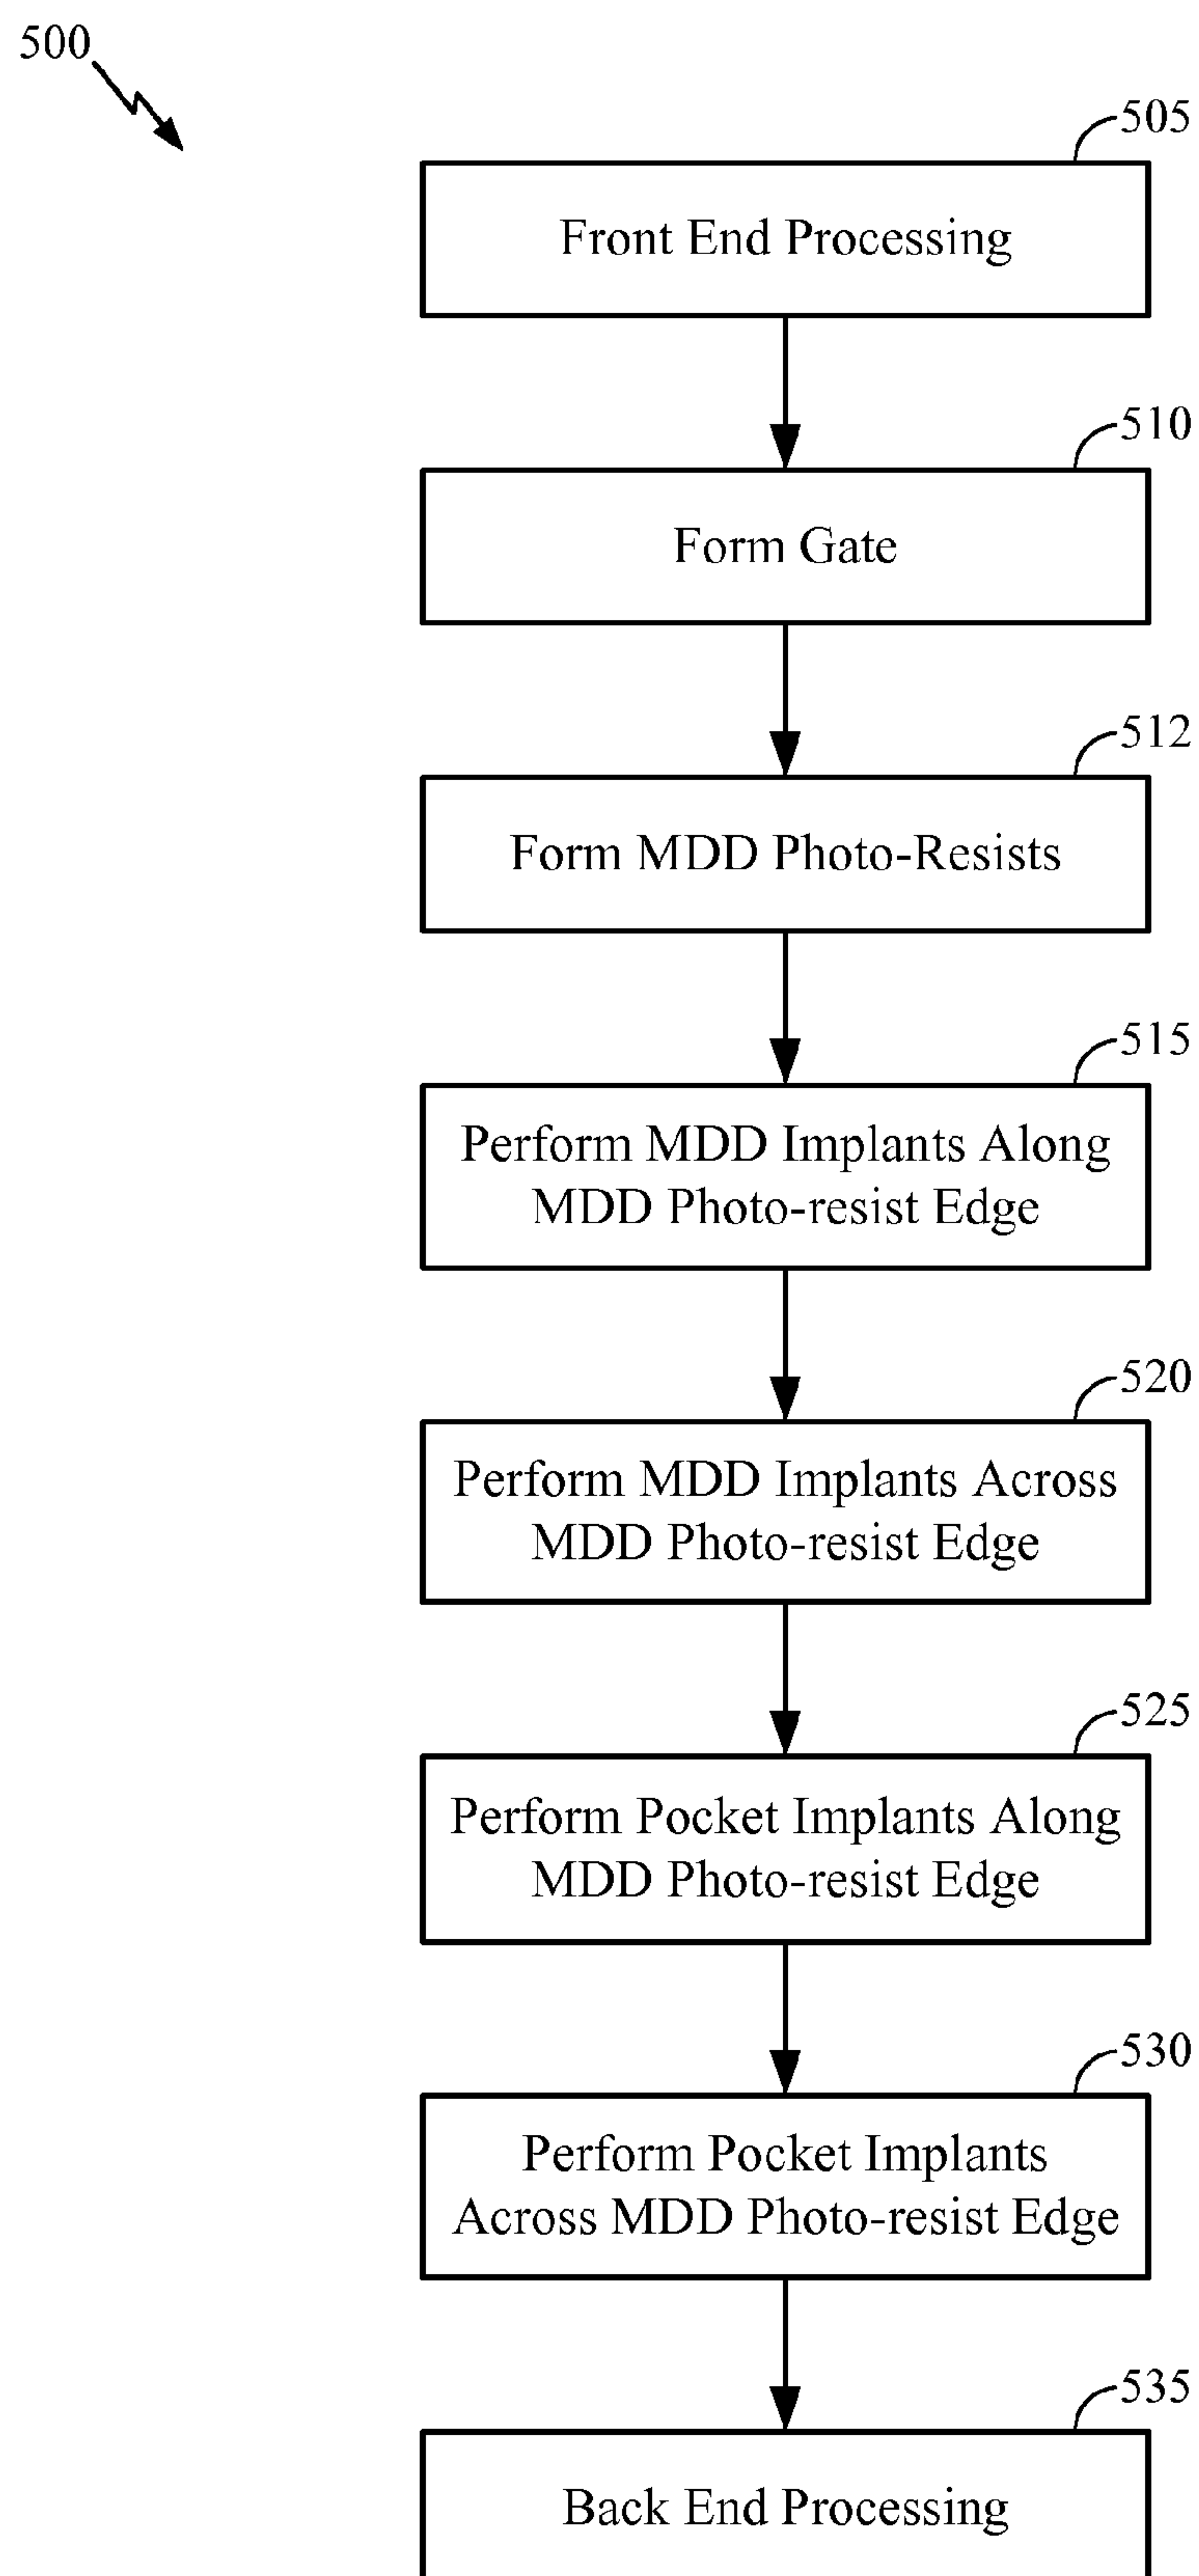 500
505
Front End Processing
510
Form Gate
512
Form MDD Photo-Resists
515
Perform MDD Implants Along
MDD Photo-resist Edge
520
Perform MDD Implants Across
MDD Photo-resist Edge
525
Perform Pocket Implants Along
MDD Photo-resist Edge
530
Perform Pocket Implants
Across MDD Photo-resist Edge
535
Back End Processing